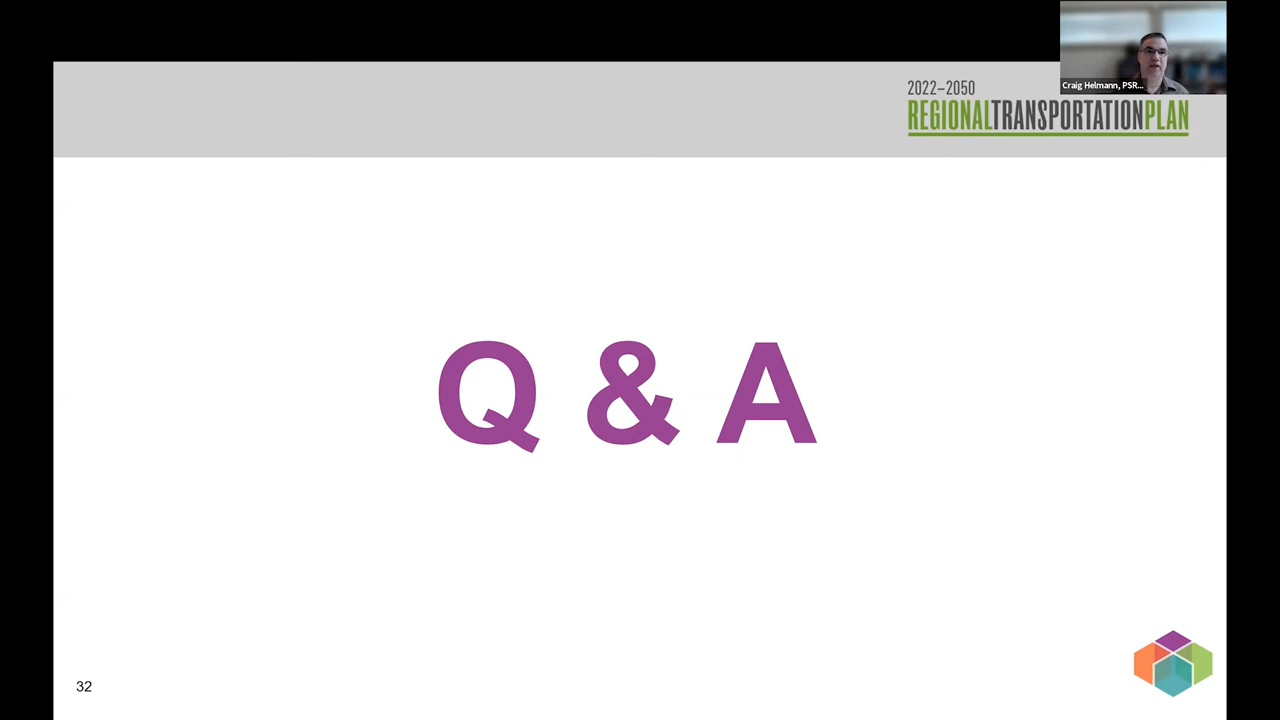 Craig Helmann, PSR...
2022–2050
REGIONALTRANSPORTATIONPLAN
Q & A
32